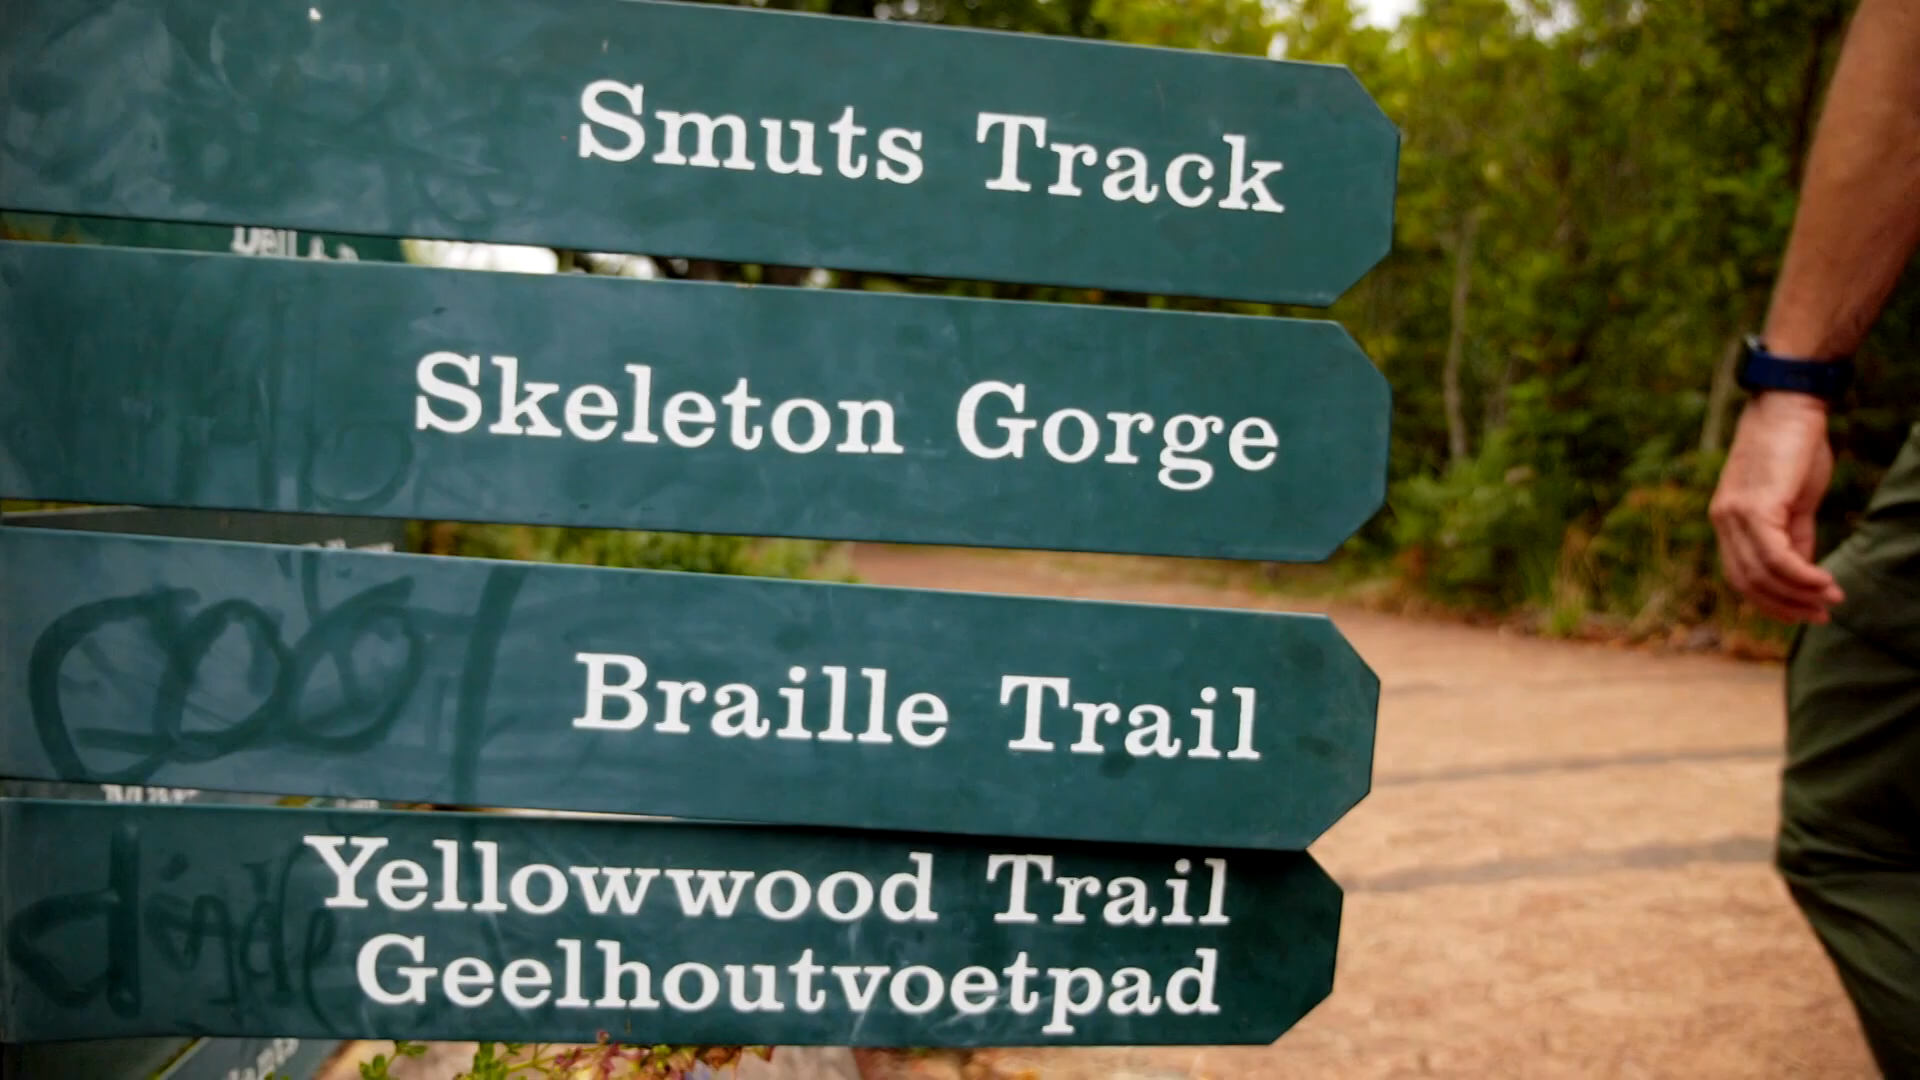 Smuts Track
Skeleton Gorge
Braille Trail
Yellowwood Trail
Geelhoutvoetpad